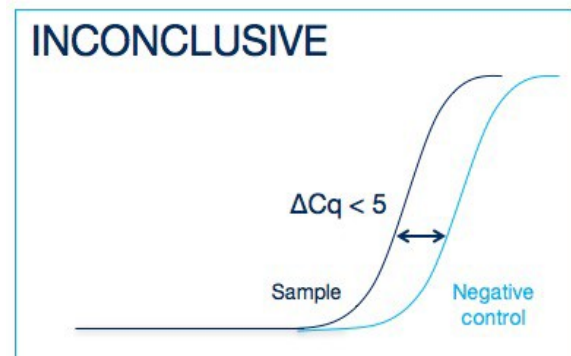 INCONCLUSIVE
ΔCq < 5
Sample
Negative
control